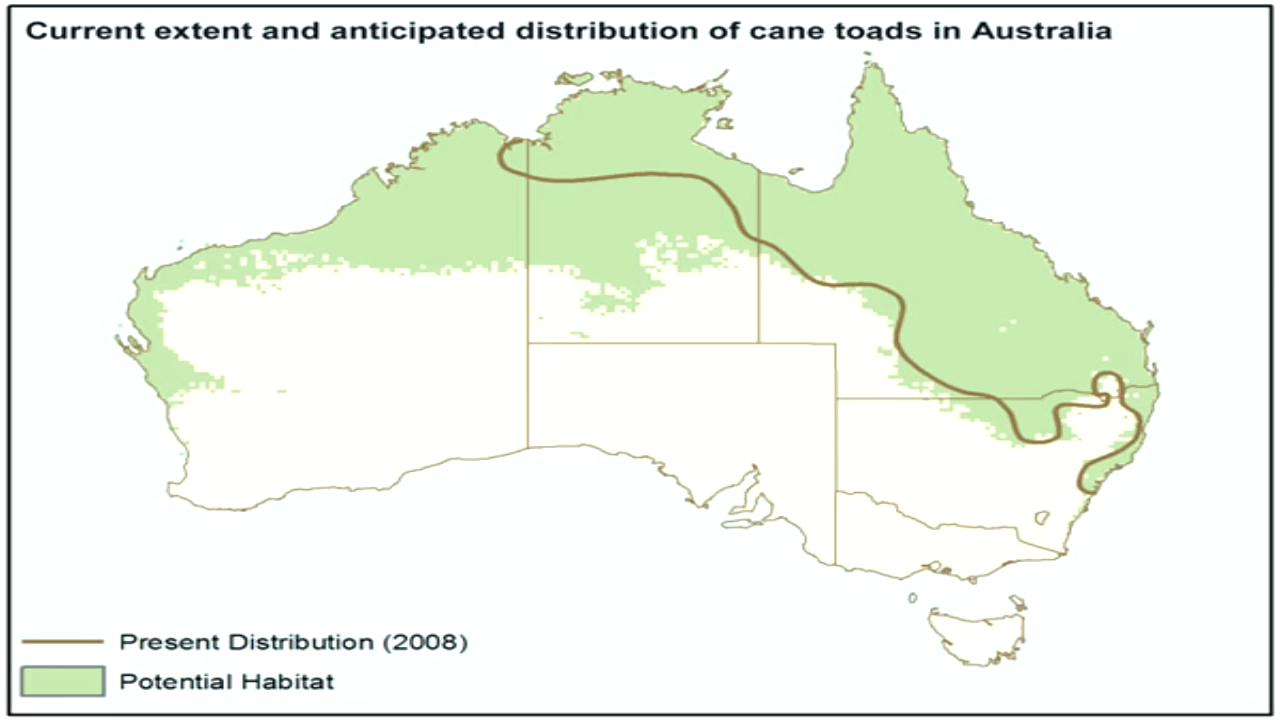 Current extent and anticipated distribution of cane toads in Australia
Present Distribution (2008)
Potential Habitat